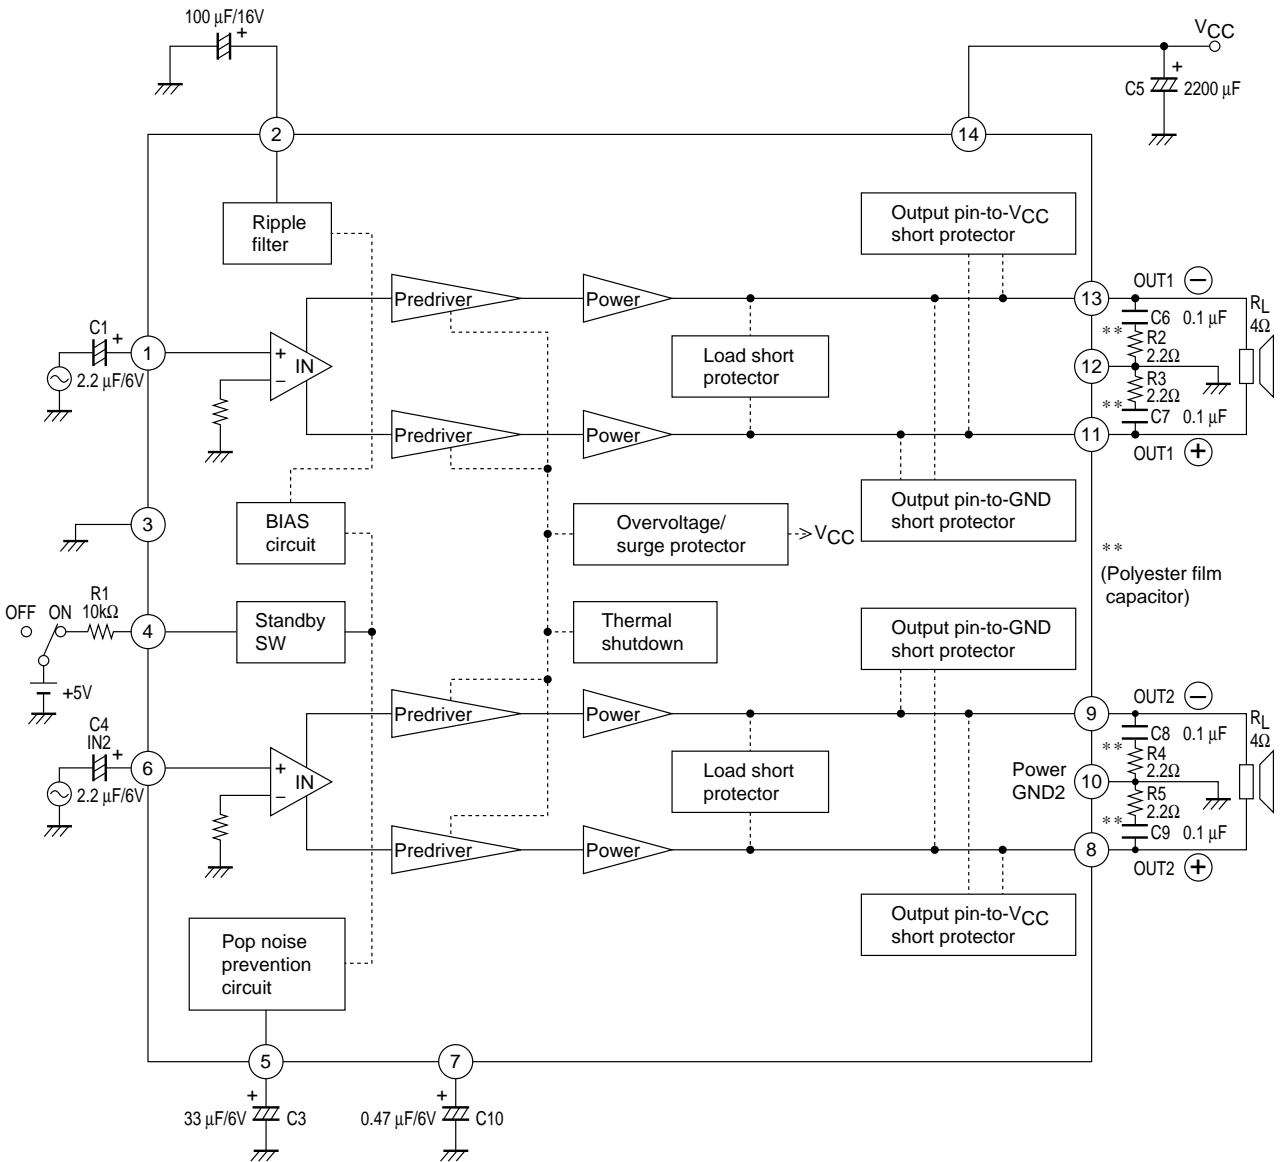 100 μF/16V
+
VCC
+
C5
2200 μF
2
14
Ripple
filter
Output pin-to-VCC
short protector
Predriver
Power
13
OUT1 −
C6 0.1 μF
RL
4Ω
C1
+
1
2.2 μF/6V
+
IN
−
Load short
protector
12
** R2
2.2Ω
R3
2.2Ω
** C7 0.1 μF
Predriver
Power
11
OUT1 +
3
BIAS
circuit
Overvoltage/
surge protector
VCC
Output pin-to-GND
short protector
**
(Polyester film
capacitor)
OFF ON
R1
10kΩ
4
+5V
Standby
SW
Thermal
shutdown
Output pin-to-GND
short protector
Predriver
Power
9
OUT2 −
C8 0.1 μF
RL
4Ω
C4
IN2
+
6
2.2 μF/6V
+
IN
−
Load short
protector
Power
GND2
10
** R4
2.2Ω
R5
2.2Ω
** C9 0.1 μF
Predriver
Power
8
OUT2 +
Pop noise
prevention
circuit
Output pin-to-VCC
short protector
5
7
+
33 μF/6V
C3
+
0.47 μF/6V
C10